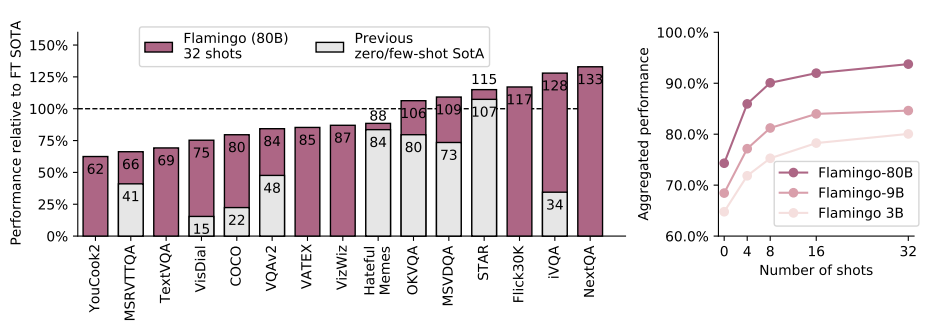 Performance relative to FT SOTA
150%
125%
100%
75%
50%
25%
0%
Flamingo (80B)
32 shots
Previous
zero/few-shot SotA
62
66
41
69
75
15
80
22
84
48
85
87
88
84
106
80
109
73
115
107
117
128
34
133
YouCook2
MSRVTTQA
TextVQA
VisDial
COCO
VQAv2
VATEX
VizWiz
Hateful
Memes
OKVQA
MSVDQA
STAR
Flick30K
iVQA
NextQA
Aggregated performance
100.0%
90.0%
80.0%
70.0%
60.0%
Flamingo-80B
Flamingo-9B
Flamingo 3B
0
4
8
16
32
Number of shots